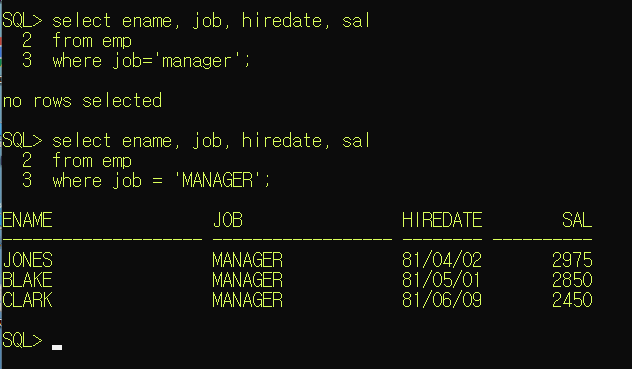 SQL> select ename, job, hiredate, sal
  2  from emp
  3  where job='manager';
no rows selected
SQL> select ename, job, hiredate, sal
  2  from emp
  3  where job = 'MANAGER';
ENAME                JOB                HIREDATE        SAL
-------------------- ------------------ -------- ----------
JONES                MANAGER            81/04/02       2975
BLAKE                MANAGER            81/05/01       2850
CLARK                MANAGER            81/06/09       2450
SQL>